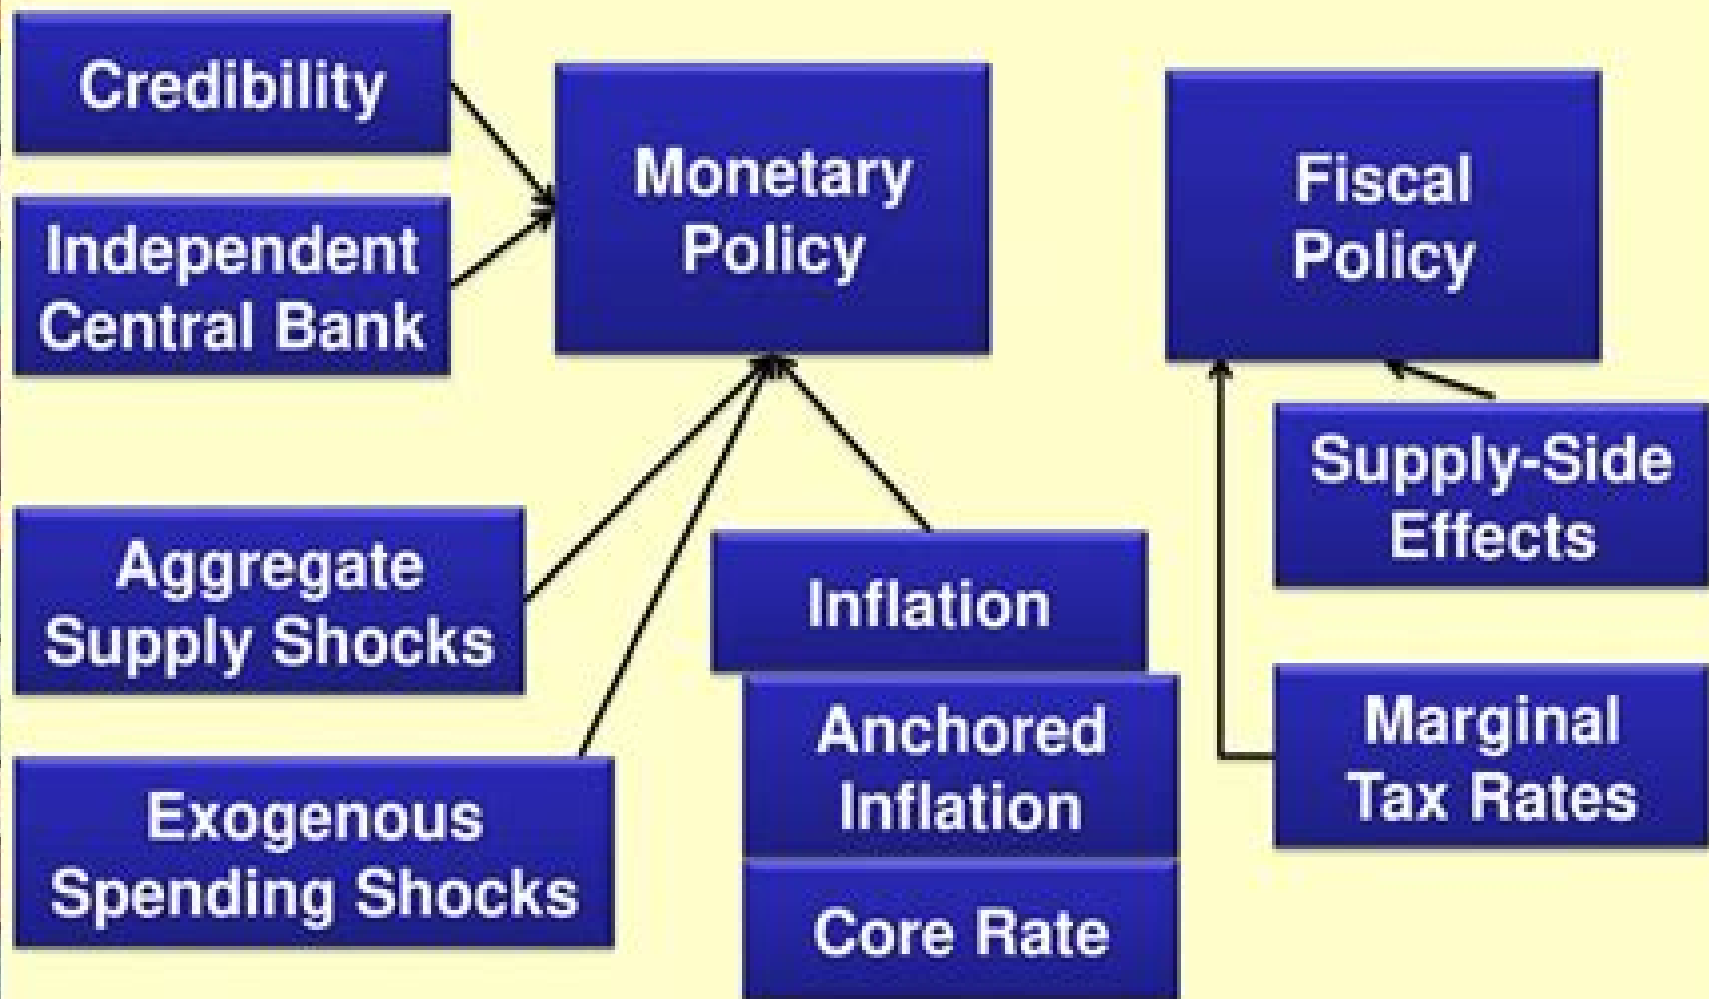 Credibility
Independent
Central Bank
Monetary
Policy
Fiscal
Policy
Aggregate
Supply Shocks
Exogenous
Spending Shocks
Inflation
Anchored
Inflation
Core Rate
Supply-Side
Effects
Marginal
Tax Rates